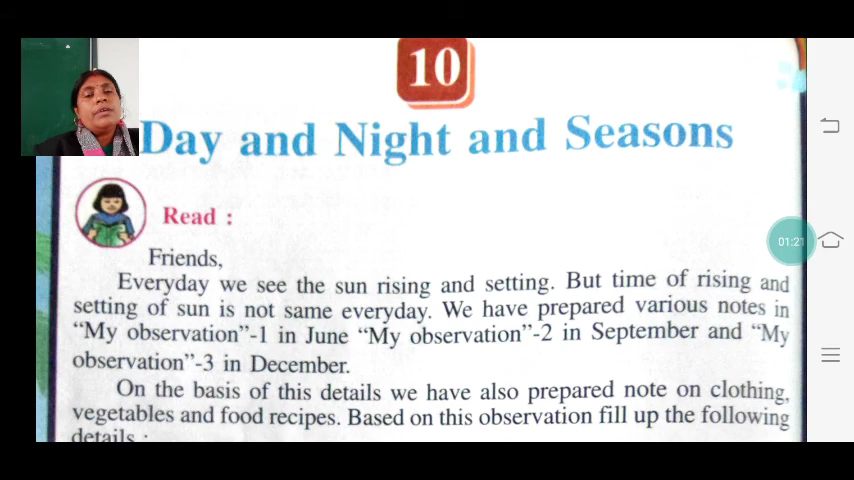 10
Day and Night and Seasons
Read :
Friends,
Everyday we see the sun rising and setting. But time of rising and
setting of sun is not same everyday. We have prepared various notes in
“My observation”-1 in June “My observation”-2 in September and “My
observation”-3 in December.
On the basis of this details we have also prepared note on clothing,
vegetables and food recipes. Based on this observation fill up the following
details :
01:21